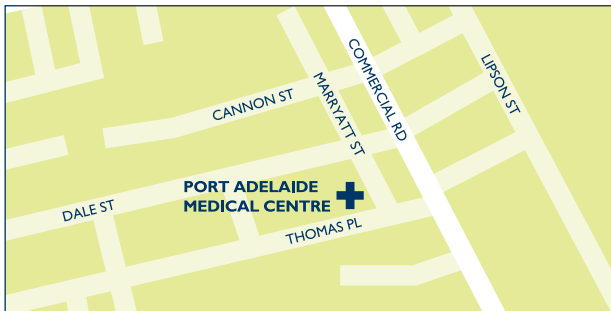 CANNON ST
MARRYATT ST
COMMERCIAL RD
LIPSON ST
PORT ADELAIDE
MEDICAL CENTRE
DALE ST
THOMAS PL